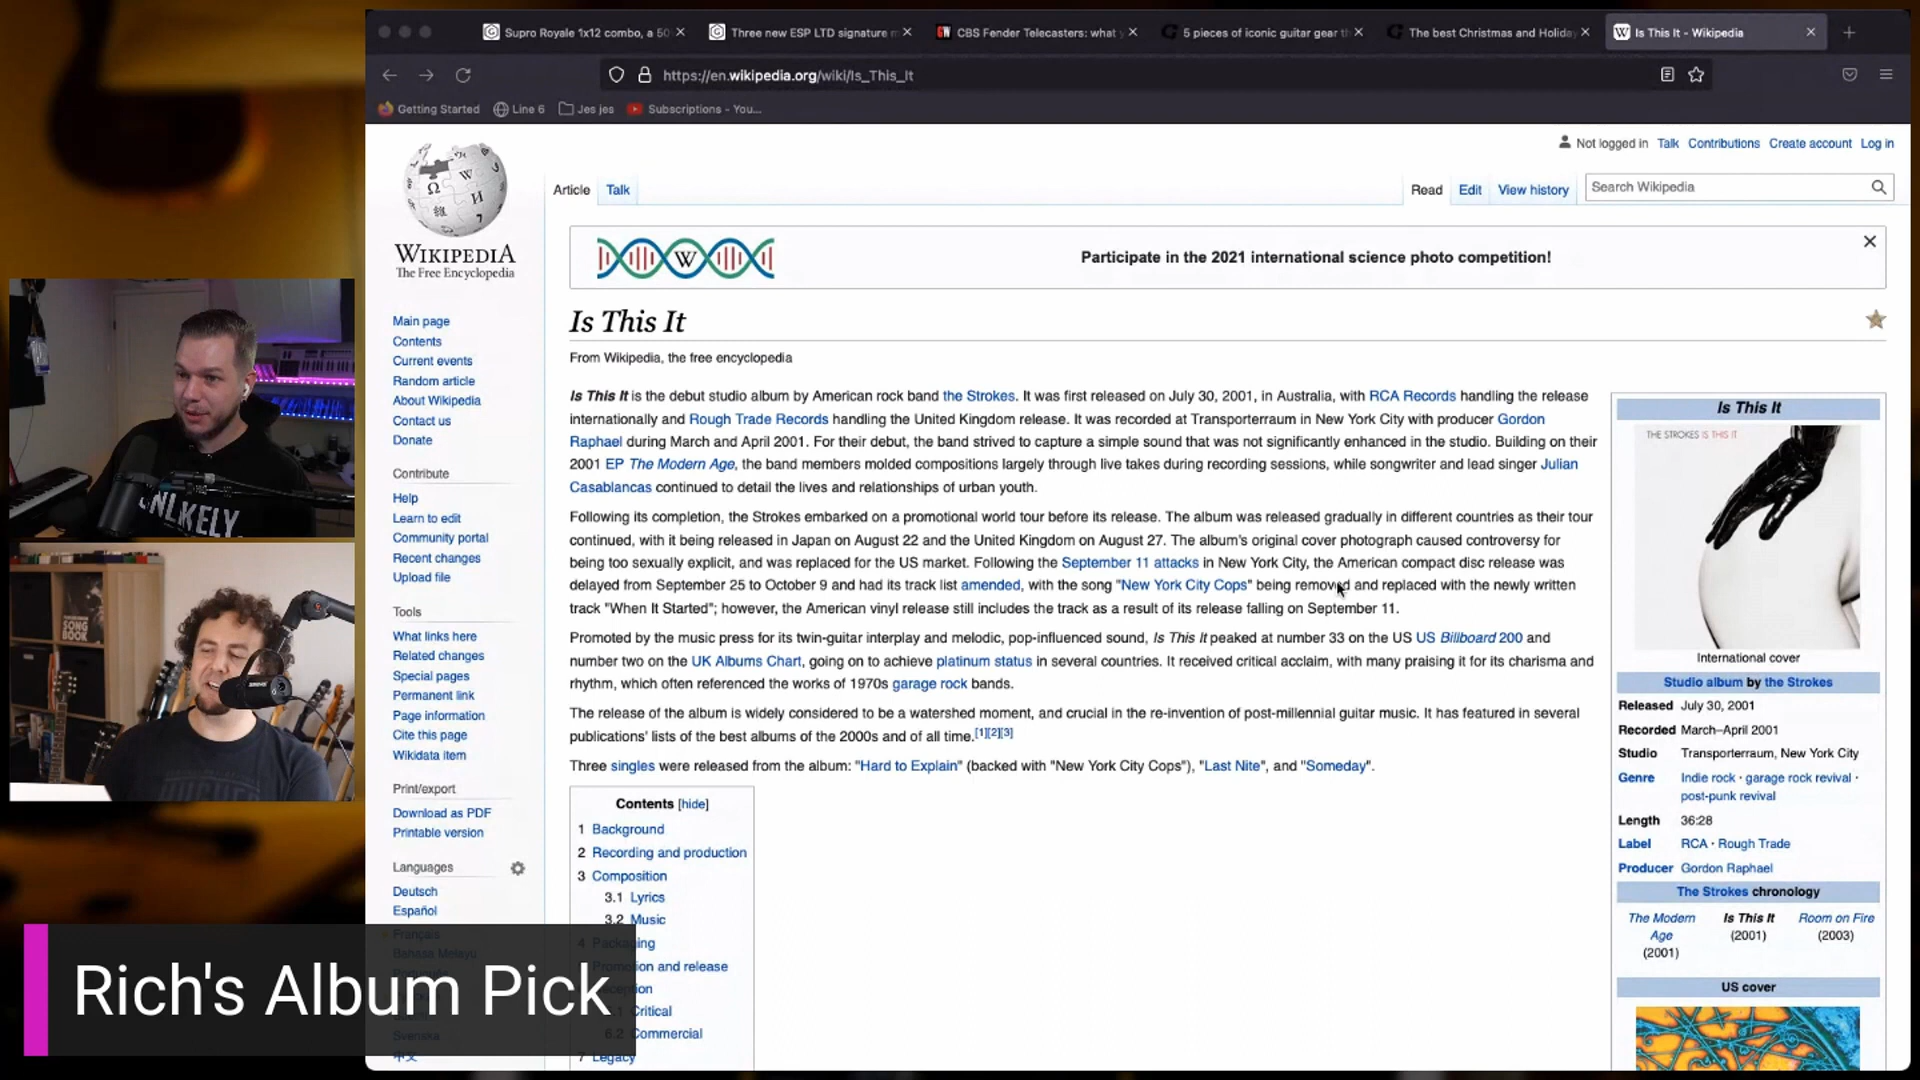 Supro Royale 1x12 combo, a 50
Three new ESP LTD signature
CBS Fender Telecasters: what y
5 pieces of iconic guitar gear th
The best Christmas and Holiday
Is This It - Wikipedia
https://en.wikipedia.org/wiki/Is_This_It
Getting Started
Line 6
Jes jes
Subscriptions - You...
Not logged in Talk Contributions Create account Log in
Article Talk
Read Edit View history
Search Wikipedia
WIKIPEDIA
The Free Encyclopedia
Participate in the 2021 international science photo competition!
Main page
Contents
Current events
Random article
About Wikipedia
Contact us
Donate
Contribute
Help
Learn to edit
Community portal
Recent changes
Upload file
Tools
What links here
Related changes
Special pages
Permanent link
Page information
Cite this page
Wikidata item
Print/export
Download as PDF
Printable version
Languages
Deutsch
Español
Français
Bahasa Melayu
Svenska
中文
Is This It
From Wikipedia, the free encyclopedia
Is This It is the debut studio album by American rock band the Strokes. It was first released on July 30, 2001, in Australia, with RCA Records handling the release
internationally and Rough Trade Records handling the United Kingdom release. It was recorded at Transporterraum in New York City with producer Gordon
Raphael during March and April 2001. For their debut, the band strived to capture a simple sound that was not significantly enhanced in the studio. Building on their
2001 EP The Modern Age, the band members molded compositions largely through live takes during recording sessions, while songwriter and lead singer Julian
Casablancas continued to detail the lives and relationships of urban youth.
Following its completion, the Strokes embarked on a promotional world tour before its release. The album was released gradually in different countries as their tour
continued, with it being released in Japan on August 22 and the United Kingdom on August 27. The album's original cover photograph caused controversy for
being too sexually explicit, and was replaced for the US market. Following the September 11 attacks in New York City, the American compact disc release was
delayed from September 25 to October 9 and had its track list amended, with the song "New York City Cops" being removed and replaced with the newly written
track "When It Started"; however, the American vinyl release still includes the track as a result of its release falling on September 11.
Promoted by the music press for its twin-guitar interplay and melodic, pop-influenced sound, Is This It peaked at number 33 on the US US Billboard 200 and
number two on the UK Albums Chart, going on to achieve platinum status in several countries. It received critical acclaim, with many praising it for its charisma and
rhythm, which often referenced the works of 1970s garage rock bands.
The release of the album is widely considered to be a watershed moment, and crucial in the re-invention of post-millennial guitar music. It has featured in several
publications' lists of the best albums of the 2000s and of all time.[1][2][3]
Three singles were released from the album: "Hard to Explain" (backed with "New York City Cops"), "Last Nite", and "Someday".
Contents [hide]
1 Background
2 Recording and production
3 Composition
3.1 Lyrics
3.2 Music
4 Packaging
Promotion and release
Critical
6.2 Commercial
7 Legacy
Is This It
THE STROKES IS THIS IT
International cover
Studio album by the Strokes
Released July 30, 2001
Recorded March–April 2001
Studio Transporterraum, New York City
Genre Indie rock · garage rock revival ·
post-punk revival
Length 36:28
Label RCA · Rough Trade
Producer Gordon Raphael
The Strokes chronology
The Modern
Age
(2001)
Is This It
(2001)
Room on Fire
(2003)
US cover
UNLIKELY
SONG
BOOK
Rich's Album Pick